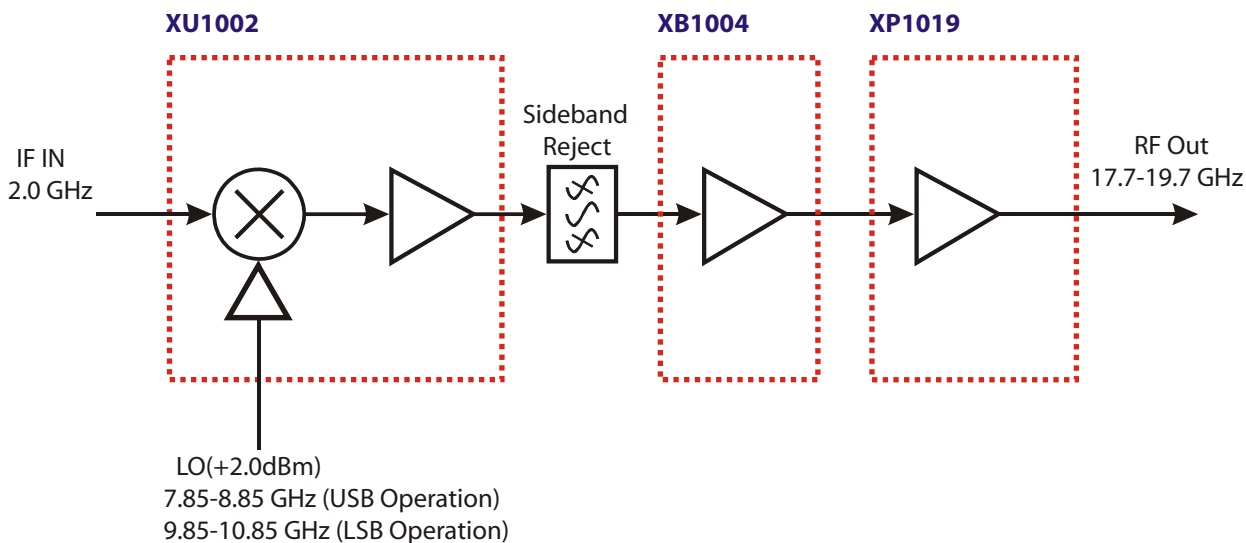 XU1002
XB1004
XP1019
Sideband
Reject
IF IN
2.0 GHz
RF Out
17.7-19.7 GHz
LO(+2.0dBm)
7.85-8.85 GHz (USB Operation)
9.85-10.85 GHz (LSB Operation)